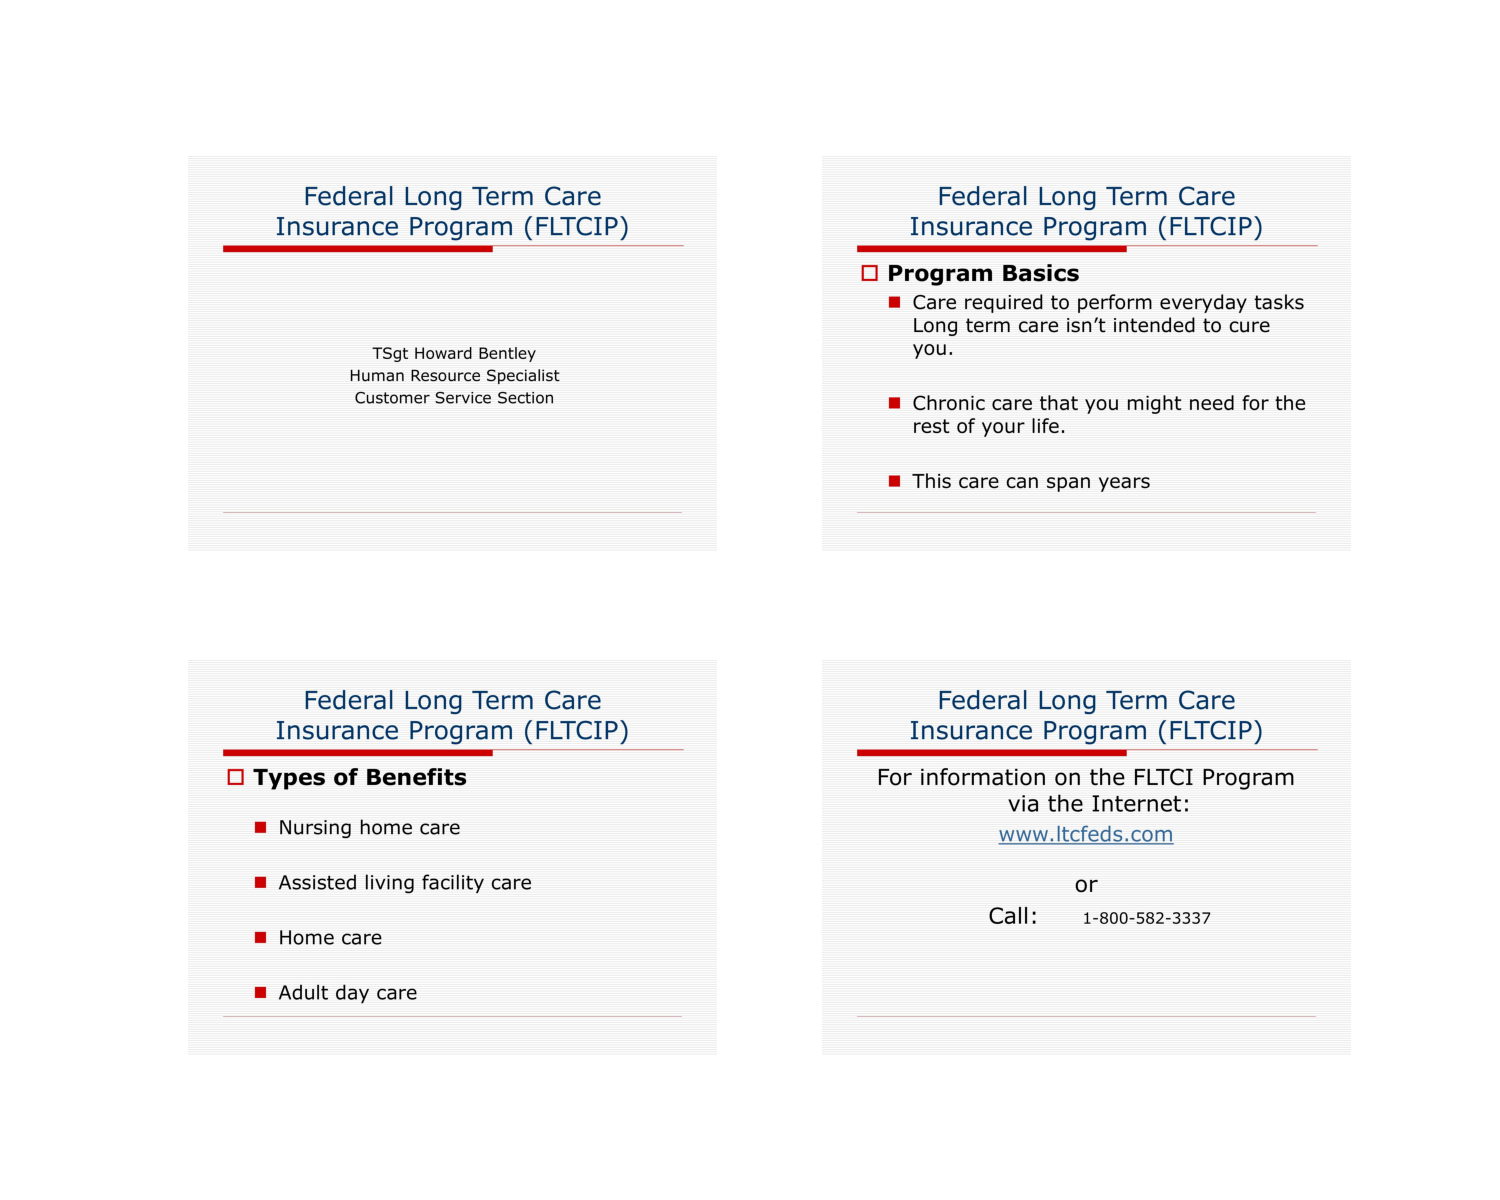 Federal Long Term Care
Insurance Program (FLTCIP)
TSgt Howard Bentley
Human Resource Specialist
Customer Service Section
Federal Long Term Care
Insurance Program (FLTCIP)
Program Basics
Care required to perform everyday tasks
Long term care isn’t intended to cure
you.
Chronic care that you might need for the
rest of your life.
This care can span years
Federal Long Term Care
Insurance Program (FLTCIP)
Types of Benefits
Nursing home care
Assisted living facility care
Home care
Adult day care
Federal Long Term Care
Insurance Program (FLTCIP)
For information on the FLTCI Program
via the Internet:
www.ltcfeds.com
or
Call: 1-800-582-3337